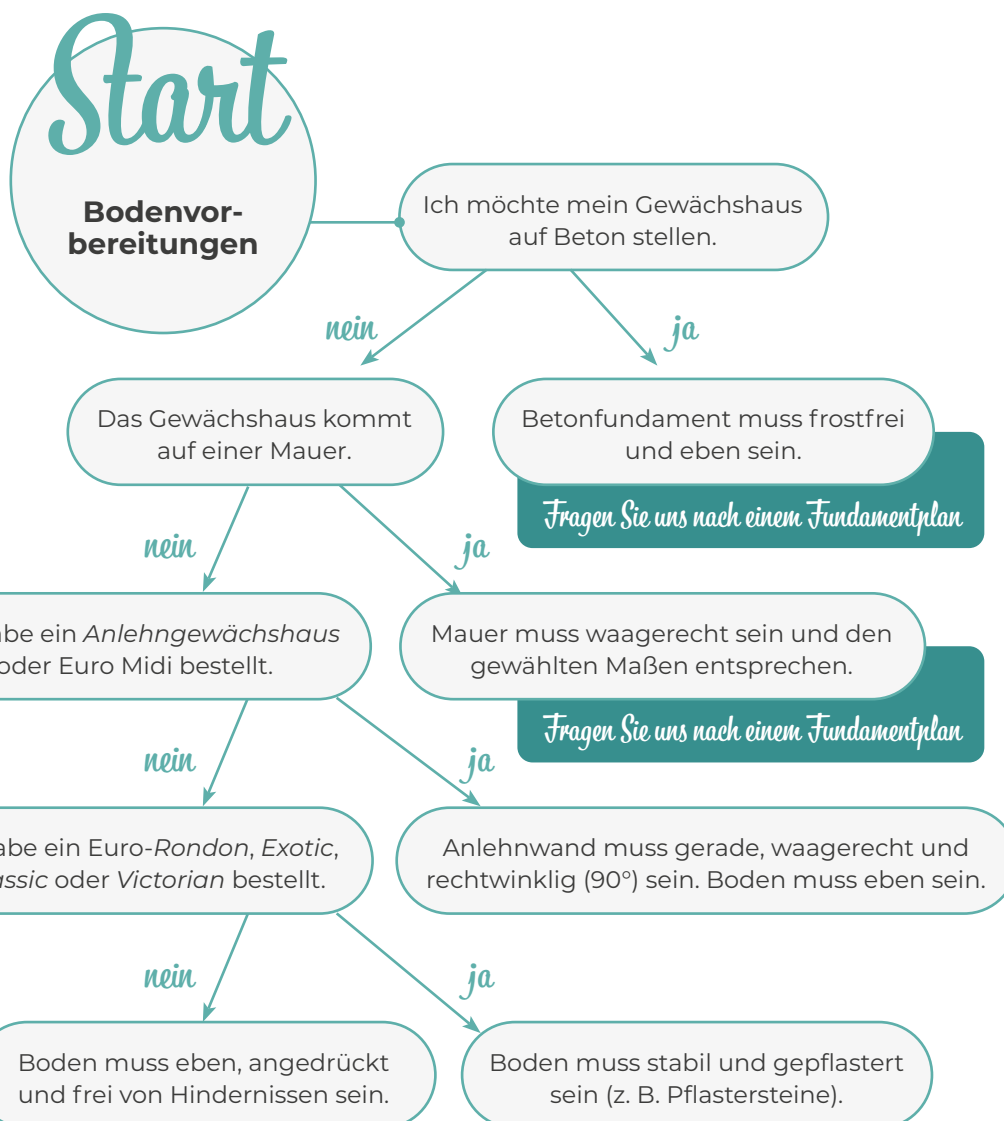 Start
Bodenvor-
bereitungen
Ich möchte mein Gewächshaus
auf Beton stellen.
nein
ja
Das Gewächshaus kommt
auf einer Mauer.
Betonfundament muss frostfrei
und eben sein.
Fragen Sie uns nach einem Fundamentplan
nein
ja
ein Anlehngewächshaus
oder Euro Midi bestellt.
Mauer muss waagerecht sein und den
gewählten Maßen entsprechen.
Fragen Sie uns nach einem Fundamentplan
nein
ja
ein Euro-Rondon, Exotic,
oder Victorian bestellt.
Anlehnwand muss gerade, waagerecht und
rechtwinklig (90°) sein. Boden muss eben sein.
nein
ja
Boden muss eben, angedrückt
und frei von Hindernissen sein.
Boden muss stabil und gepflastert
sein (z. B. Pflastersteine).